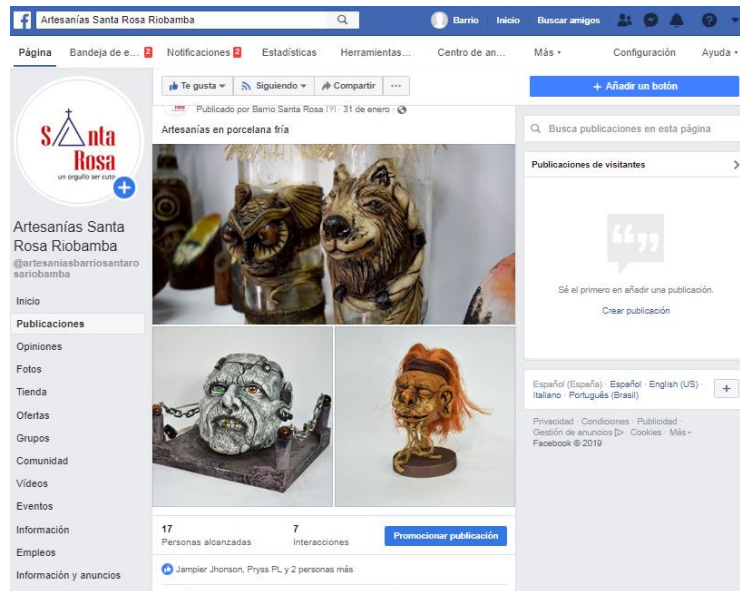 Artesanías Santa Rosa Riobamba
Barrio Inicio Buscar amigos
Página Bandeja de e... 2 Notificaciones 2 Estadísticas Herramientas... Centro de an... Más Configuración Ayuda
Te gusta Siguiendo Compartir ...
+ Añadir un botón
Santa
Rosa
un orgullo ser cuto
Artesanías Santa
Rosa Riobamba
@artesaniasbarriosantaro
sariobamba
Inicio
Publicaciones
Opiniones
Fotos
Tienda
Ofertas
Grupos
Comunidad
Vídeos
Eventos
Información
Empleos
Información y anuncios
Publicado por Barrio Santa Rosa [?] · 31 de enero ·
Artesanías en porcelana fría
17
Personas alcanzadas
7
Interacciones
Promocionar publicación
Jampier Jhonson, Pryss PL y 2 personas más
Busca publicaciones en esta página
Publicaciones de visitantes
Sé el primero en añadir una publicación.
Crear publicación
Español (España) · Español · English (US) ·
Italiano · Português (Brasil)
Privacidad · Condiciones · Publicidad ·
Gestión de anuncios · Cookies · Más
Facebook © 2019